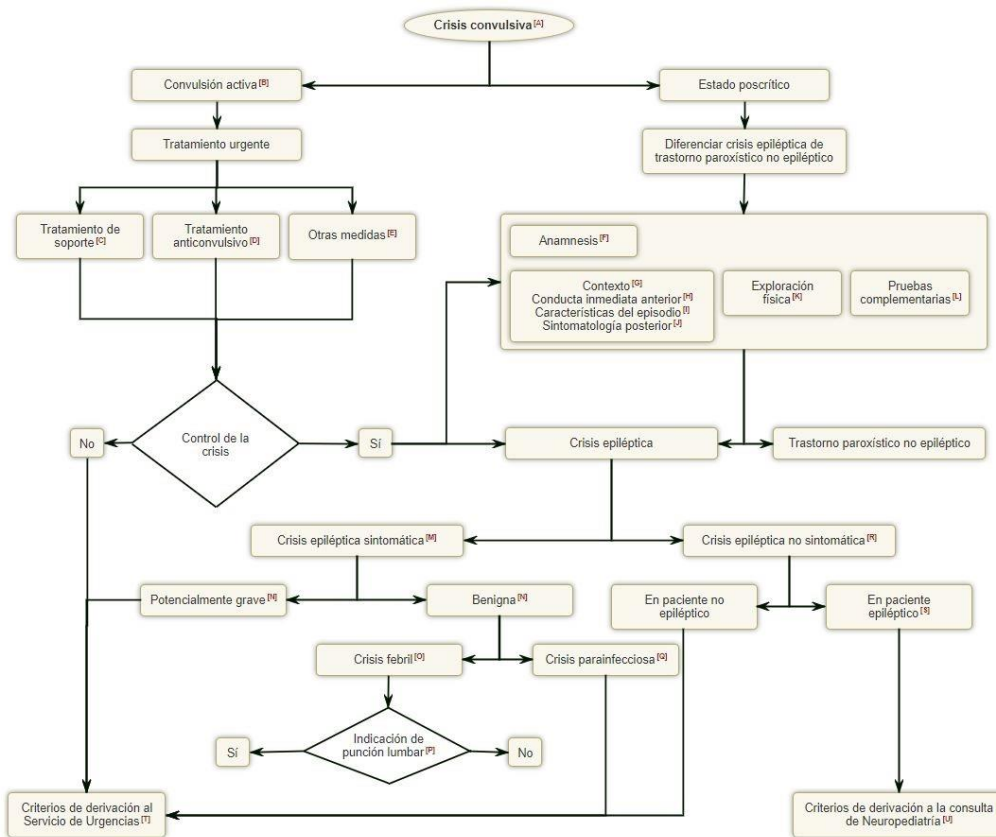 Crisis convulsiva [A]
Convulsión activa [B]
Estado poscrítico
Tratamiento urgente
Diferenciar crisis epiléptica de
trastorno paroxístico no epiléptico
Tratamiento de
soporte [C]
Tratamiento
anticonvulsivo [D]
Otras medidas [E]
Anamnesis [F]
Contexto [G]
Conducta inmediata anterior [H]
Características del episodio [I]
Sintomatología posterior [J]
Exploración
física [K]
Pruebas
complementarias [L]
No
Control de la
crisis
Sí
Crisis epiléptica
Trastorno paroxístico no epiléptico
Crisis epiléptica sintomática [M]
Crisis epiléptica no sintomática [R]
Potencialmente grave [N]
Benigna [N]
En paciente no
epiléptico
En paciente
epiléptico [S]
Crisis febril [O]
Crisis parainfecciosa [Q]
Sí
Indicación de
punción lumbar [P]
No
Criterios de derivación al
Servicio de Urgencias [T]
Criterios de derivación a la consulta
de Neuropediatría [U]